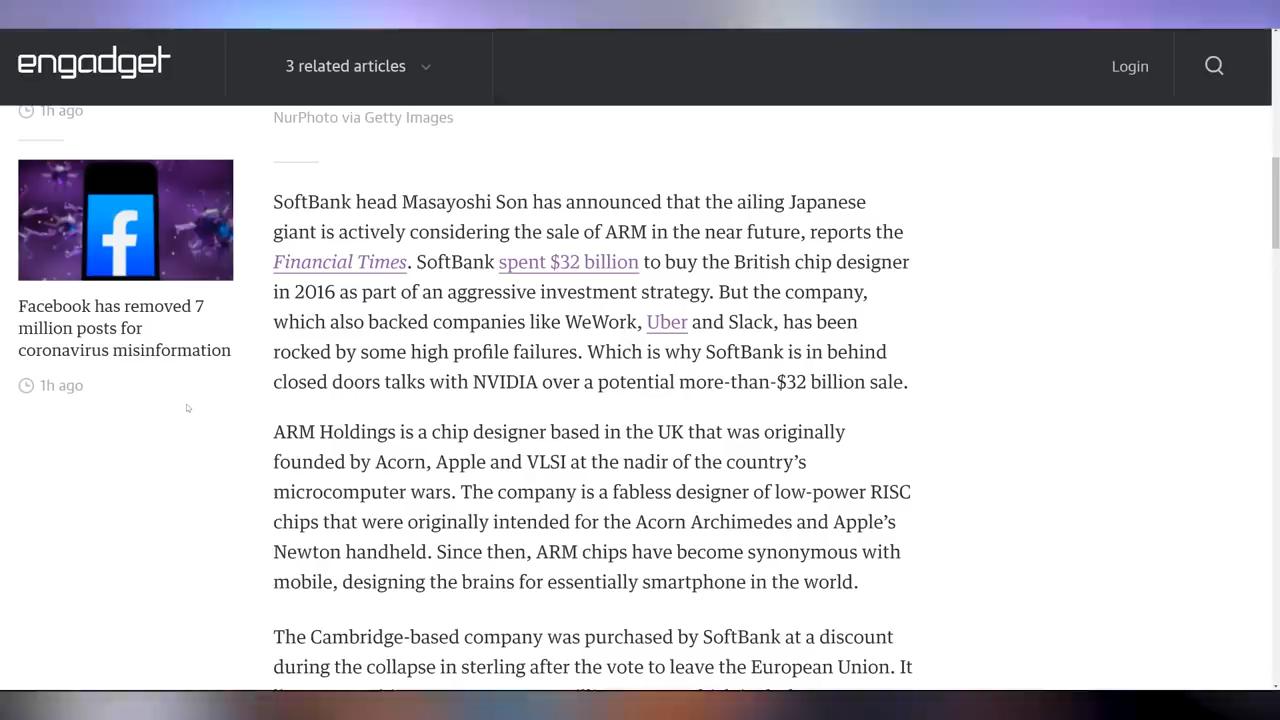 engadget
3 related articles
Login
1h ago
Facebook has removed 7
million posts for
coronavirus misinformation
1h ago
NurPhoto via Getty Images
SoftBank head Masayoshi Son has announced that the ailing Japanese
giant is actively considering the sale of ARM in the near future, reports the
Financial Times. SoftBank spent $32 billion to buy the British chip designer
in 2016 as part of an aggressive investment strategy. But the company,
which also backed companies like WeWork, Uber and Slack, has been
rocked by some high profile failures. Which is why SoftBank is in behind
closed doors talks with NVIDIA over a potential more-than-$32 billion sale.
ARM Holdings is a chip designer based in the UK that was originally
founded by Acorn, Apple and VLSI at the nadir of the country's
microcomputer wars. The company is a fabless designer of low-power RISC
chips that were originally intended for the Acorn Archimedes and Apple's
Newton handheld. Since then, ARM chips have become synonymous with
mobile, designing the brains for essentially smartphone in the world.
The Cambridge-based company was purchased by SoftBank at a discount
during the collapse in sterling after the vote to leave the European Union. It